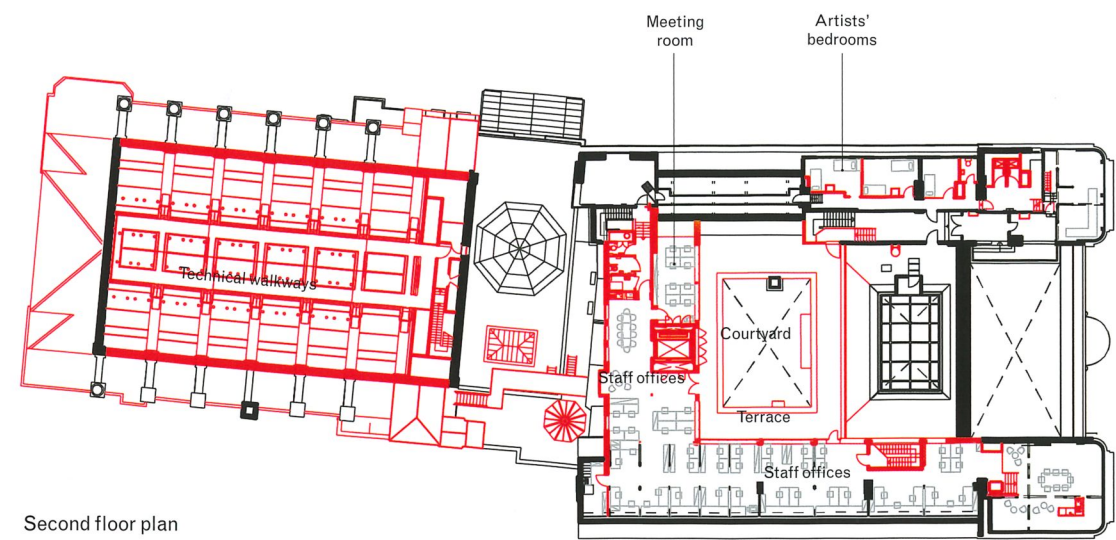 Meeting
room
Artists'
bedrooms
Technical walkways
Courtyard
Staff offices
Terrace
Staff offices
Second floor plan